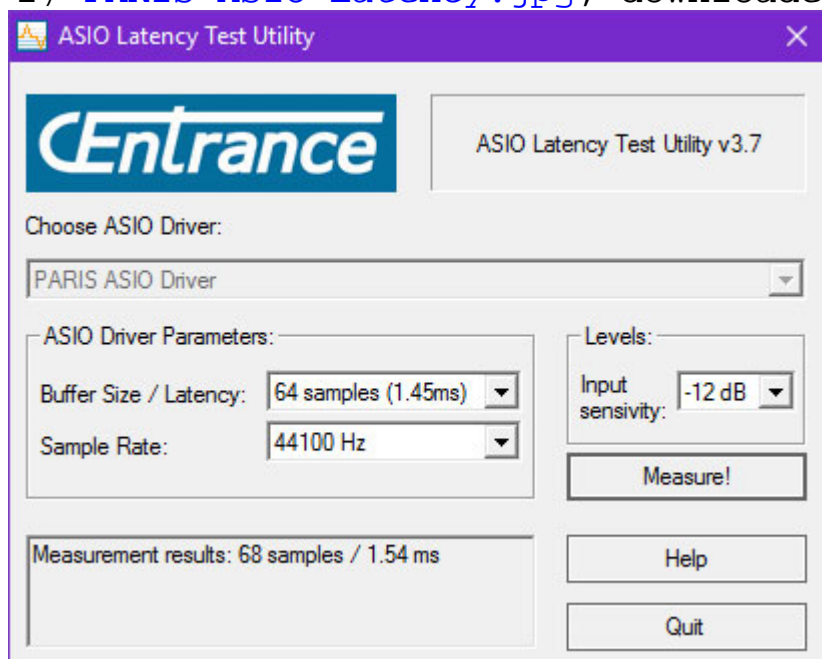 ASIO Latency Test Utility
CEntrance
ASIO Latency Test Utility v3.7
Choose ASIO Driver:
PARIS ASIO Driver
ASIO Driver Parameters:
Buffer Size / Latency: 64 samples (1.45ms)
Sample Rate: 44100 Hz
Levels:
Input
sensivity: -12 dB
Measure!
Measurement results: 68 samples / 1.54 ms
Help
Quit